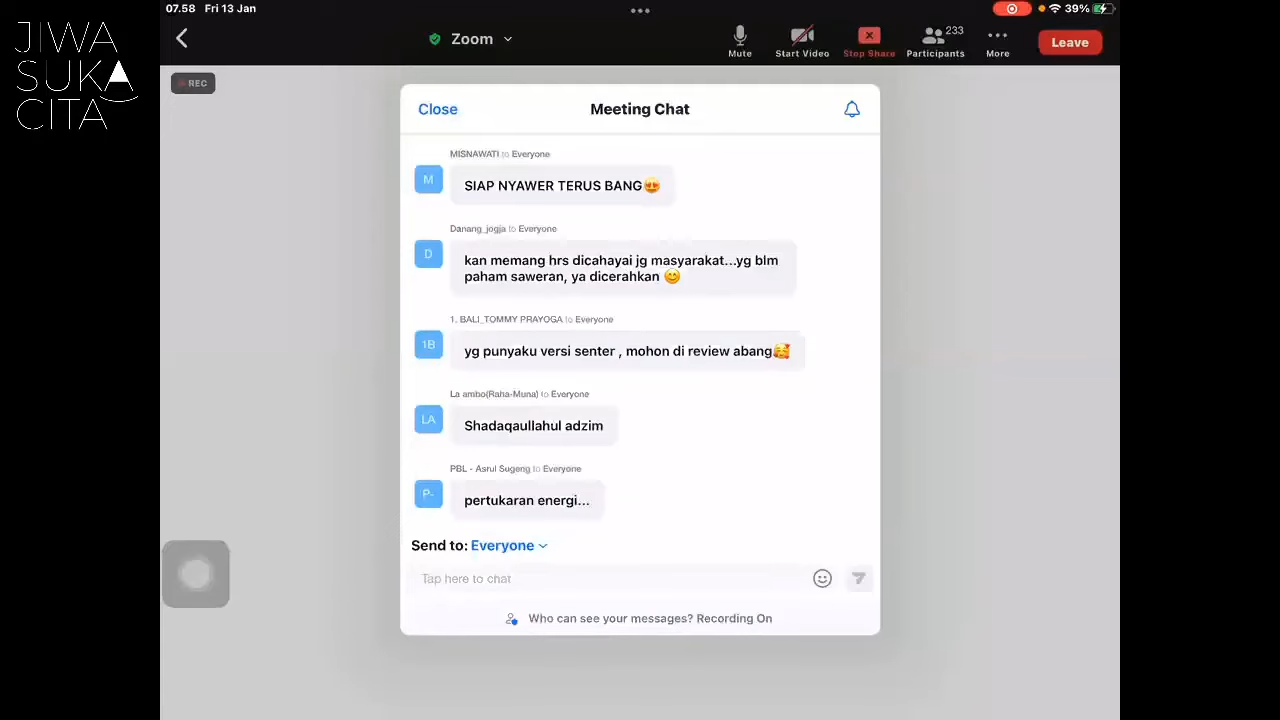 JIWA
SUKA
CITA
07.58 Fri 13 Jan
39%
Zoom
Mute
Start Video
Stop Share
233
Participants
More
Leave
REC
Close
Meeting Chat
MISNAWATI to Everyone
M
SIAP NYAWER TERUS BANG😍
Danang_jogja to Everyone
D
kan memang hrs dicahayai jg masyarakat...yg blm
paham saweran, ya dicerahkan 😊
1. BALI_TOMMY PRAYOGA to Everyone
1B
yg punyaku versi senter , mohon di review abang🥰
La ambo(Raha-Muna) to Everyone
LA
Shadaqaullahul adzim
PBL - Asrul Sugeng to Everyone
P-
pertukaran energi...
Send to: Everyone
Tap here to chat
Who can see your messages? Recording On